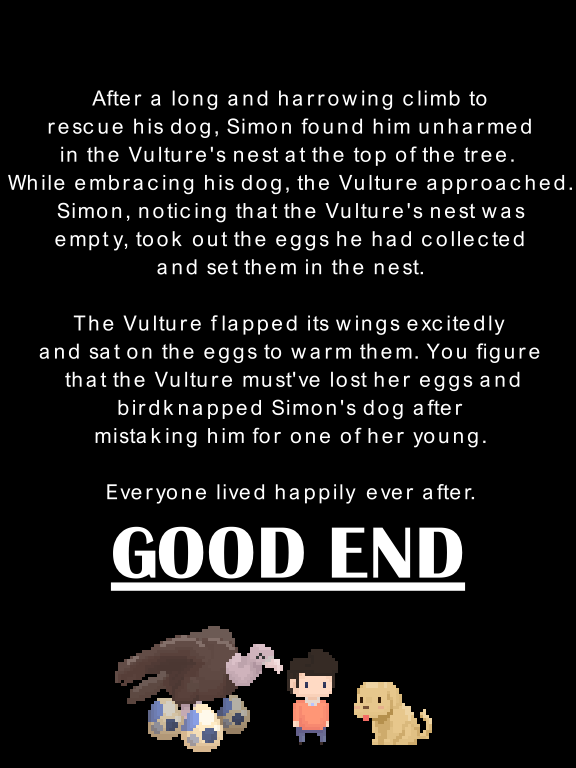 After a long and harrowing climb to
rescue his dog, Simon found him unharmed
in the Vulture's nest at the top of the tree.
While embracing his dog, the Vulture approached.
Simon, noticing that the Vulture's nest was
empty, took out the eggs he had collected
and set them in the nest.
The Vulture flapped its wings excitedly
and sat on the eggs to warm them. You figure
that the Vulture must've lost her eggs and
birdknapped Simon's dog after
mistaking him for one of her young.
Everyone lived happily ever after.
GOOD END